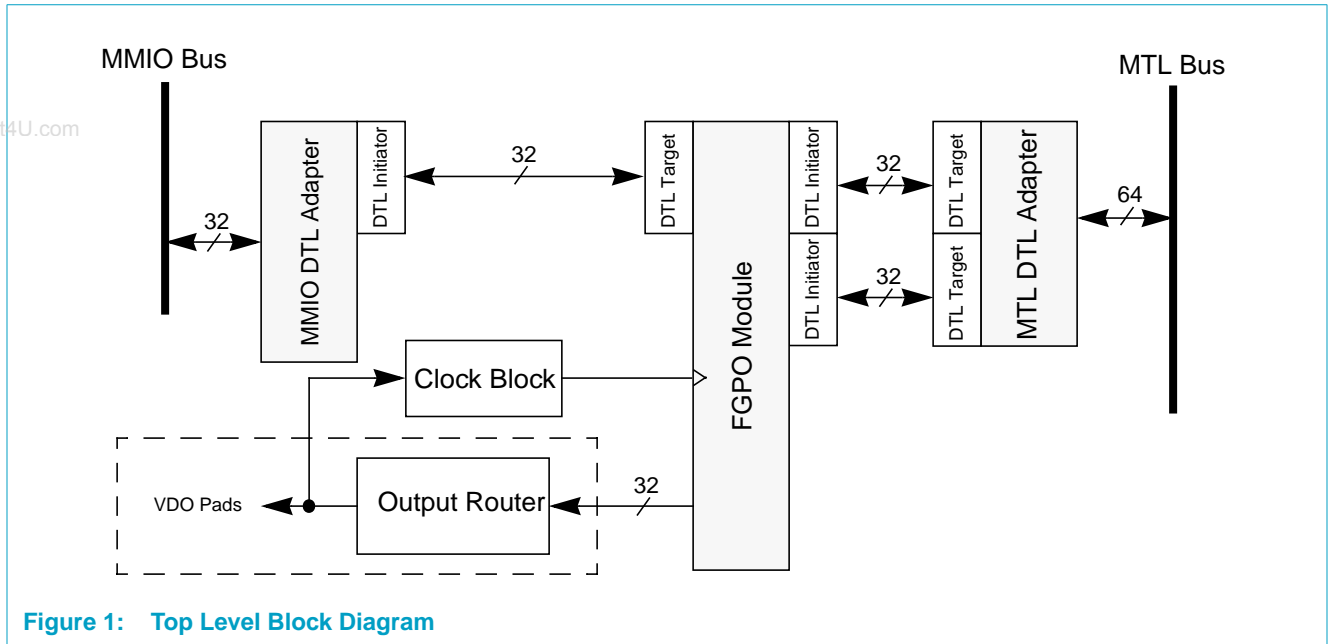 MMIO Bus
MTL Bus
t4U.com
32
MMIO DTL Adapter
DTL Initiator
32
DTL Target
FGPO Module
DTL Initiator
DTL Initiator
32
32
DTL Target
DTL Target
MTL DTL Adapter
64
Clock Block
VDO Pads
Output Router
32
Figure 1: Top Level Block Diagram